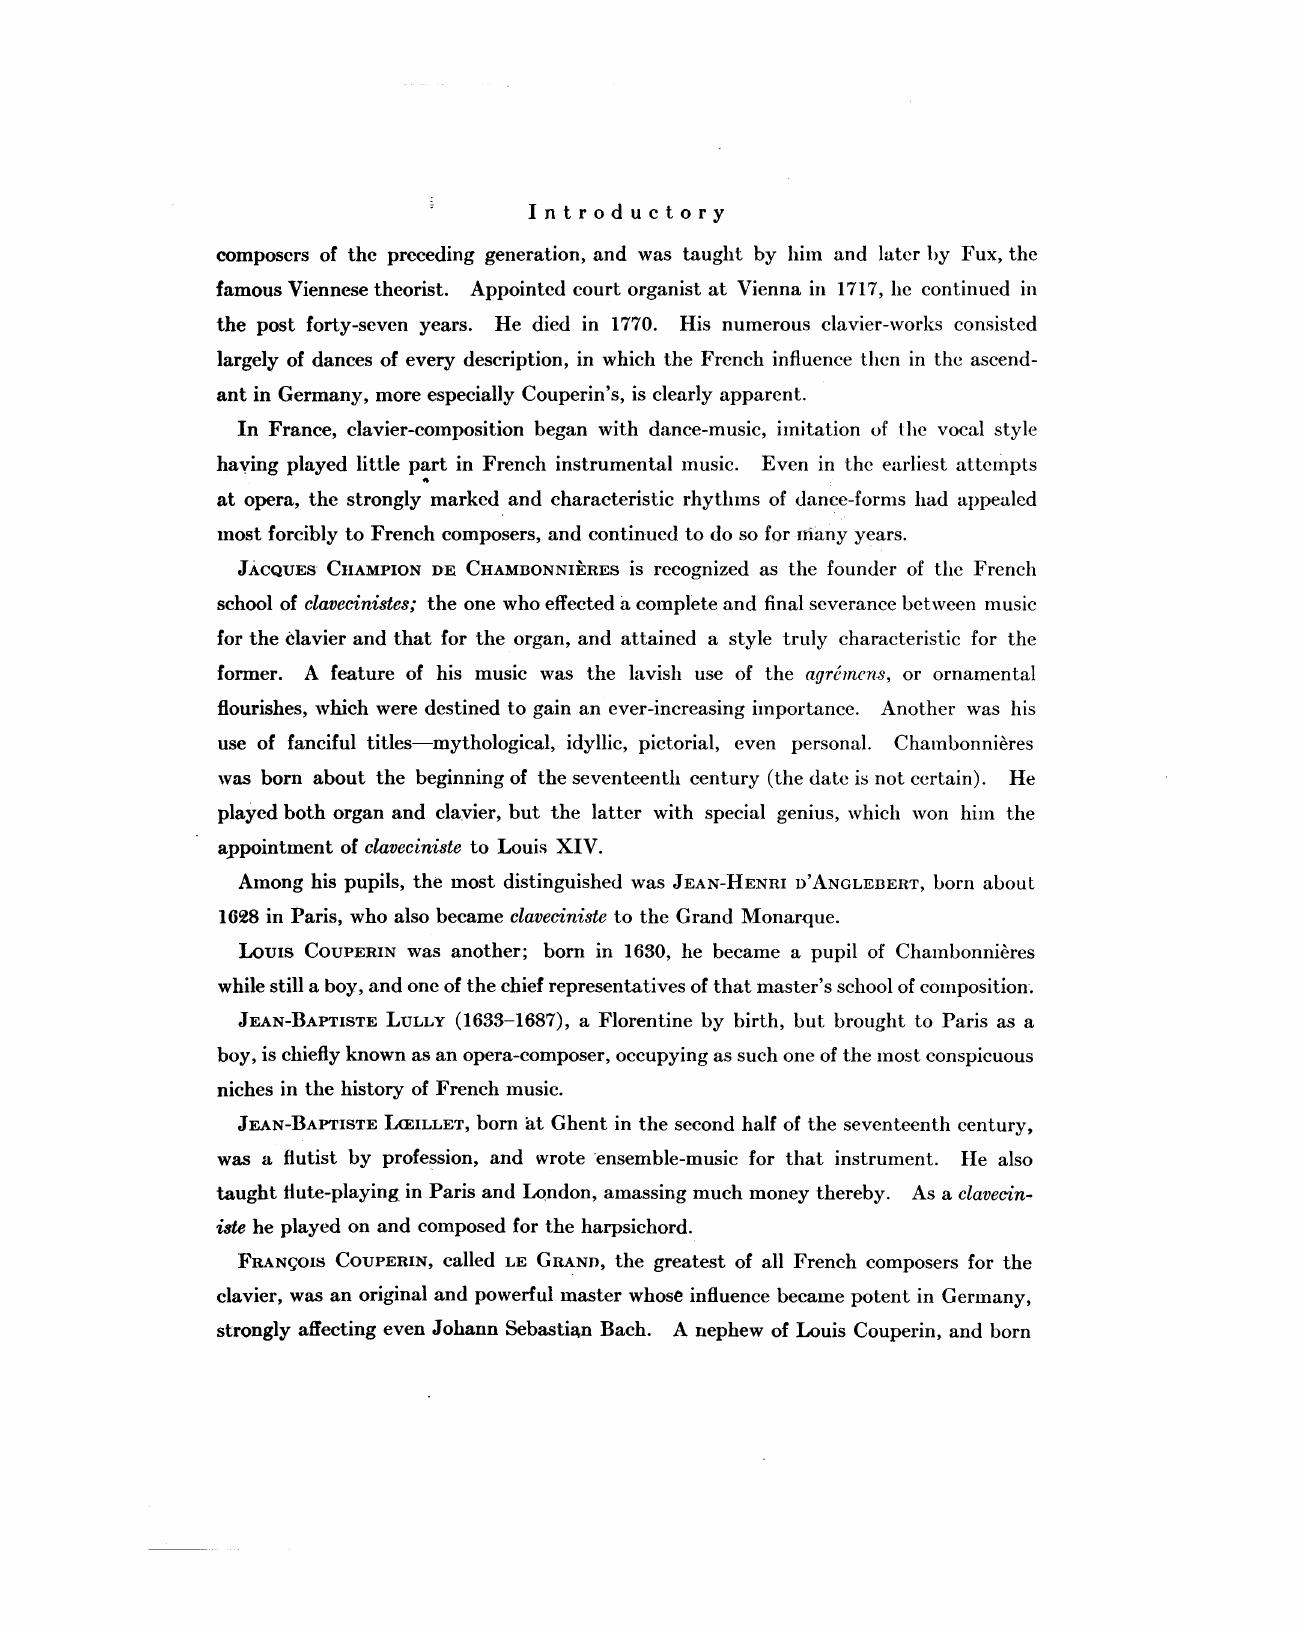 Introductory
composers of the preceding generation, and was taught by him and later by Fux, the
famous Viennese theorist. Appointed court organist at Vienna in 1717, he continued in
the post forty-seven years. He died in 1770. His numerous clavier-works consisted
largely of dances of every description, in which the French influence then in the ascend-
ant in Germany, more especially Couperin's, is clearly apparent.
In France, clavier-composition began with dance-music, imitation of the vocal style
having played little part in French instrumental music. Even in the earliest attempts
at opera, the strongly marked and characteristic rhythms of dance-forms had appealed
most forcibly to French composers, and continued to do so for many years.
JACQUES CHAMPION DE CHAMBONNIÈRES is recognized as the founder of the French
school of clavecinistes; the one who effected a complete and final severance between music
for the clavier and that for the organ, and attained a style truly characteristic for the
former. A feature of his music was the lavish use of the agrémens, or ornamental
flourishes, which were destined to gain an ever-increasing importance. Another was his
use of fanciful titles—mythological, idyllic, pictorial, even personal. Chambonnières
was born about the beginning of the seventeenth century (the date is not certain). He
played both organ and clavier, but the latter with special genius, which won him the
appointment of claveciniste to Louis XIV.
Among his pupils, the most distinguished was JEAN-HENRI D'ANGLEBERT, born about
1628 in Paris, who also became claveciniste to the Grand Monarque.
LOUIS COUPERIN was another; born in 1630, he became a pupil of Chambonnières
while still a boy, and one of the chief representatives of that master's school of composition.
JEAN-BAPTISTE LULLY (1633–1687), a Florentine by birth, but brought to Paris as a
boy, is chiefly known as an opera-composer, occupying as such one of the most conspicuous
niches in the history of French music.
JEAN-BAPTISTE LŒILLET, born at Ghent in the second half of the seventeenth century,
was a flutist by profession, and wrote ensemble-music for that instrument. He also
taught flute-playing in Paris and London, amassing much money thereby. As a clavecin-
iste he played on and composed for the harpsichord.
FRANÇOIS COUPERIN, called LE GRAND, the greatest of all French composers for the
clavier, was an original and powerful master whose influence became potent in Germany,
strongly affecting even Johann Sebastian Bach. A nephew of Louis Couperin, and born